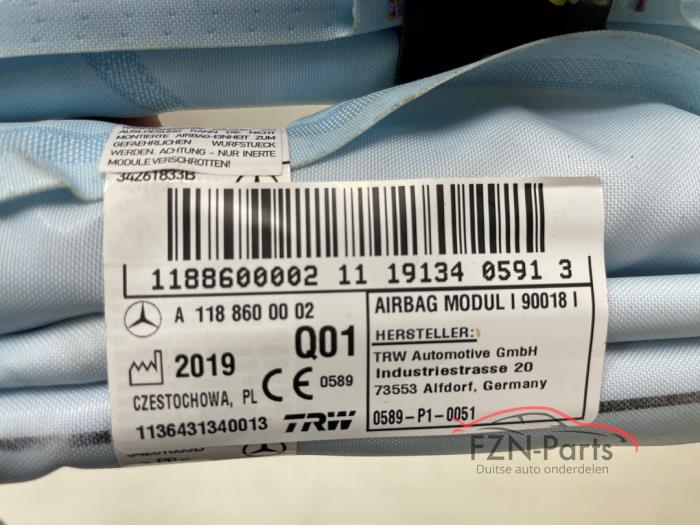 AUSLOESUNG KANN DIE NICHT
MONTIERTE AIRBAG-EINHEIT ZUM
GEFAEHRLICHEN WURFSTUECK
WERDEN. ACHTUNG - NUR INERTE
MODULE VERSCHROTTEN!
34261833B
1188600002 11 19134 0591 3
A 118 860 00 02
Q01
2019
CE 0589
CZESTOCHOWA, PL
1136431340013 TRW
AIRBAG MODUL I 90018 I
HERSTELLER:
TRW Automotive GmbH
Industriestrasse 20
73553 Alfdorf, Germany
0589-P1-0051
FZN-Parts
Duitse auto onderdelen